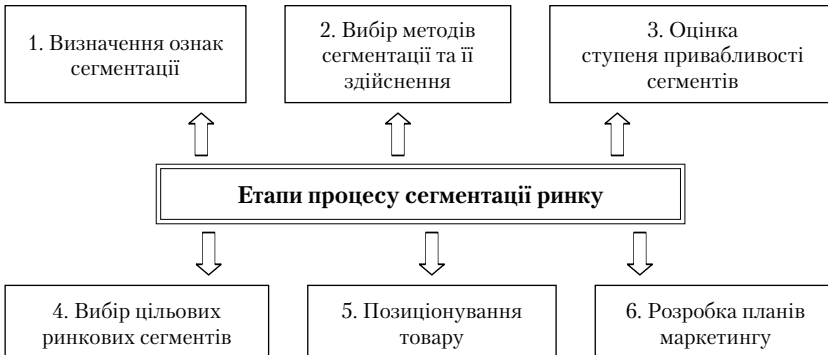 1. Визначення ознак
сегментації
2. Вибір методів
сегментації та її
здійснення
3. Оцінка
ступеня привабливості
сегментів
Етапи процесу сегментації ринку
4. Вибір цільових
ринкових сегментів
5. Позиціонування
товару
6. Розробка планів
маркетингу